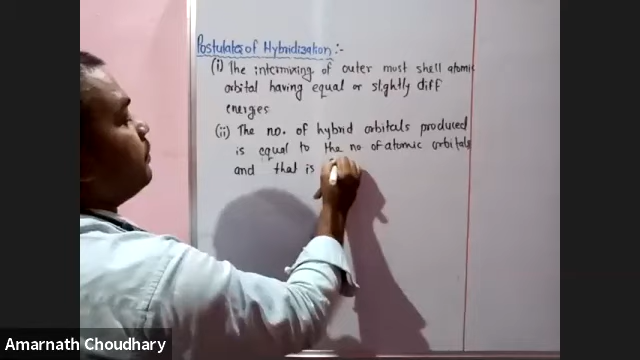 Postulates of Hybridization :-
(i) The intermixing of outer most shell atomic
orbital having equal or slightly diff
energies
(ii) The no. of hybrid orbitals produced
is equal to the no of atomic orbitals
and that is
Amarnath Choudhary